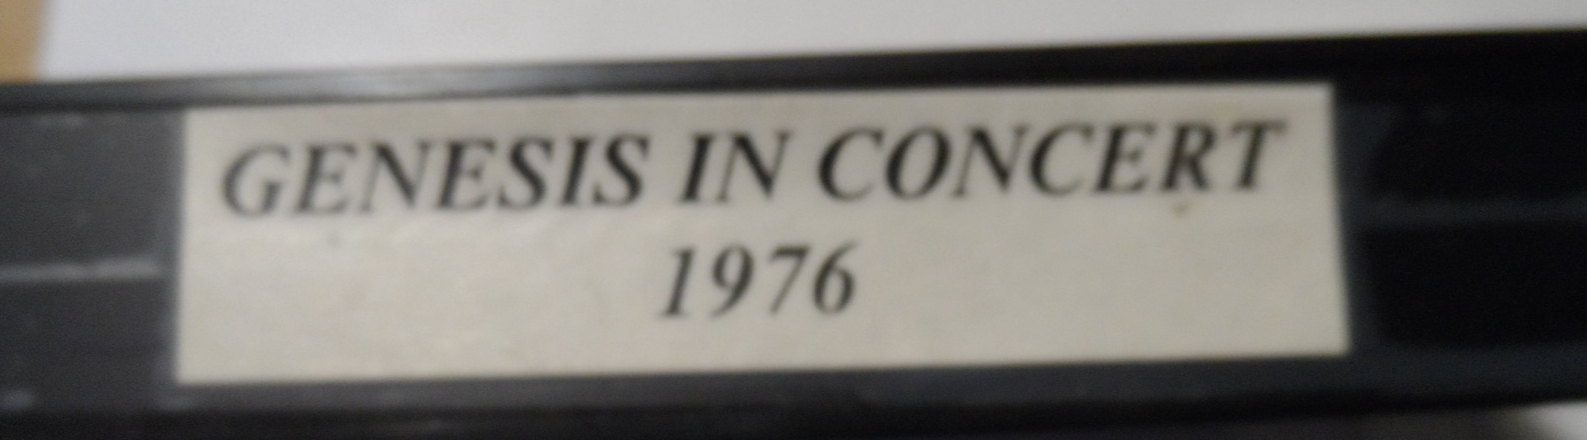 GENESIS IN CONCERT
1976